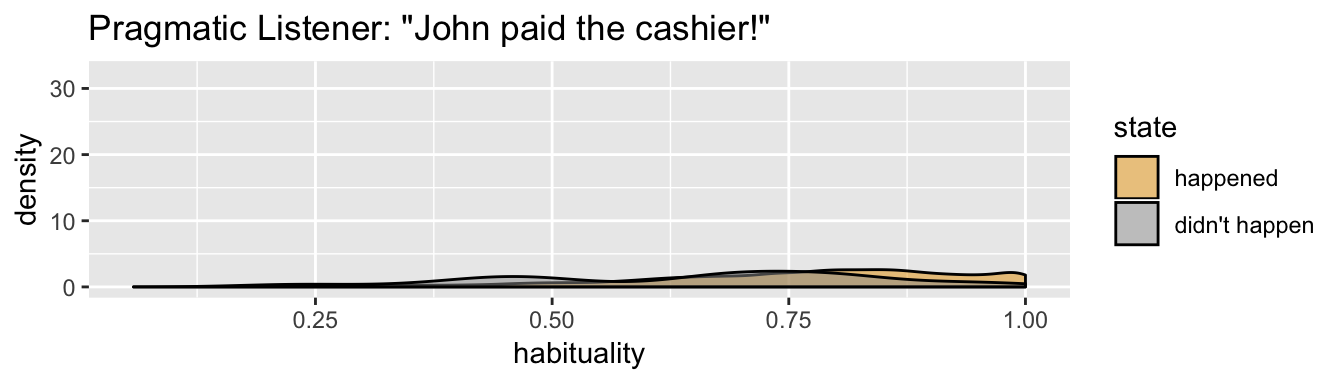 Pragmatic Listener: "John paid the cashier!"
30
20
10
0
density
0.25 0.50 0.75 1.00
habituality
state
happened
didn't happen